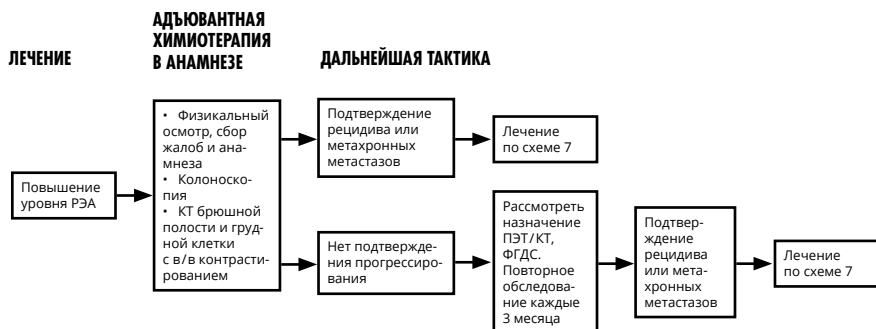 ЛЕЧЕНИЕ
АДЪЮВАНТНАЯ
ХИМИОТЕРАПИЯ
В АНАМНЕЗЕ
ДАЛЬНЕЙШАЯ ТАКТИКА
Повышение
уровня РЭА
• Физикальный
осмотр, сбор
жалоб и ана-
мнеза
• Колоноско-
пия
• КТ брюшной
полости и груд-
ной клетки
с в/в контрасти-
рованием
Подтверждение
рецидива или
метахронных
метастазов
Лечение
по схеме 7
Нет подтвержде-
ния прогрессиро-
вания
Рассмотреть
назначение
ПЭТ/КТ,
ФГДС.
Повторное
обследова-
ние каждые
3 месяца
Подтвер-
ждение
рецидива
или мета-
хронных
метастазов
Лечение
по схеме 7